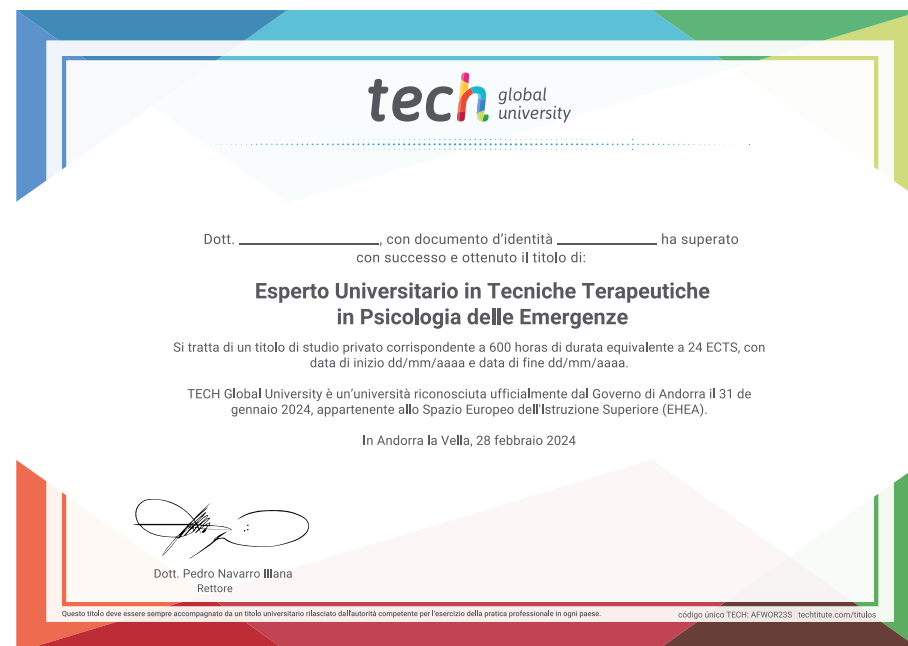 tech global university
Dott. ____________, con documento d'identità ____________ ha superato
con successo e ottenuto il titolo di:
Esperto Universitario in Tecniche Terapeutiche
in Psicologia delle Emergenze
Si tratta di un titolo di studio privato corrispondente a 600 horas di durata equivalente a 24 ECTS, con
data di inizio dd/mm/aaaa e data di fine dd/mm/aaaa.
TECH Global University è un'università riconosciuta ufficialmente dal Governo di Andorra il 31 de
gennaio 2024, appartenente allo Spazio Europeo dell'Istruzione Superiore (EHEA).
In Andorra la Vella, 28 febbraio 2024
Dott. Pedro Navarro Illana
Rettore
Questo titolo deve essere sempre accompagnato da un titolo universitario rilasciato dall'autorità competente per l'esercizio della pratica professionale in ogni paese.
código único TECH: AFWOR23S techtitute.com/titulos